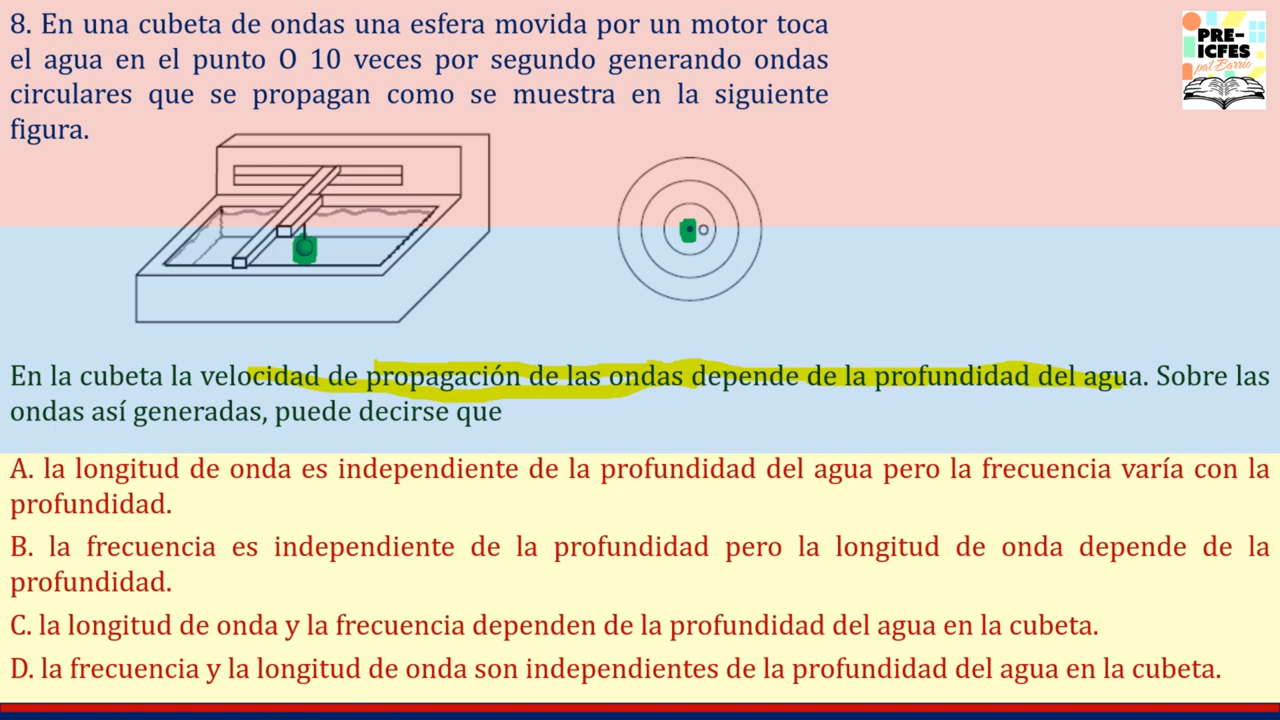 8. En una cubeta de ondas una esfera movida por un motor toca
el agua en el punto O 10 veces por segundo generando ondas
circulares que se propagan como se muestra en la siguiente
figura.
PRE-
ICFES
pal Barrio
O
En la cubeta la velocidad de propagación de las ondas depende de la profundidad del agua. Sobre las
ondas así generadas, puede decirse que
A. la longitud de onda es independiente de la profundidad del agua pero la frecuencia varía con la
profundidad.
B. la frecuencia es independiente de la profundidad pero la longitud de onda depende de la
profundidad.
C. la longitud de onda y la frecuencia dependen de la profundidad del agua en la cubeta.
D. la frecuencia y la longitud de onda son independientes de la profundidad del agua en la cubeta.